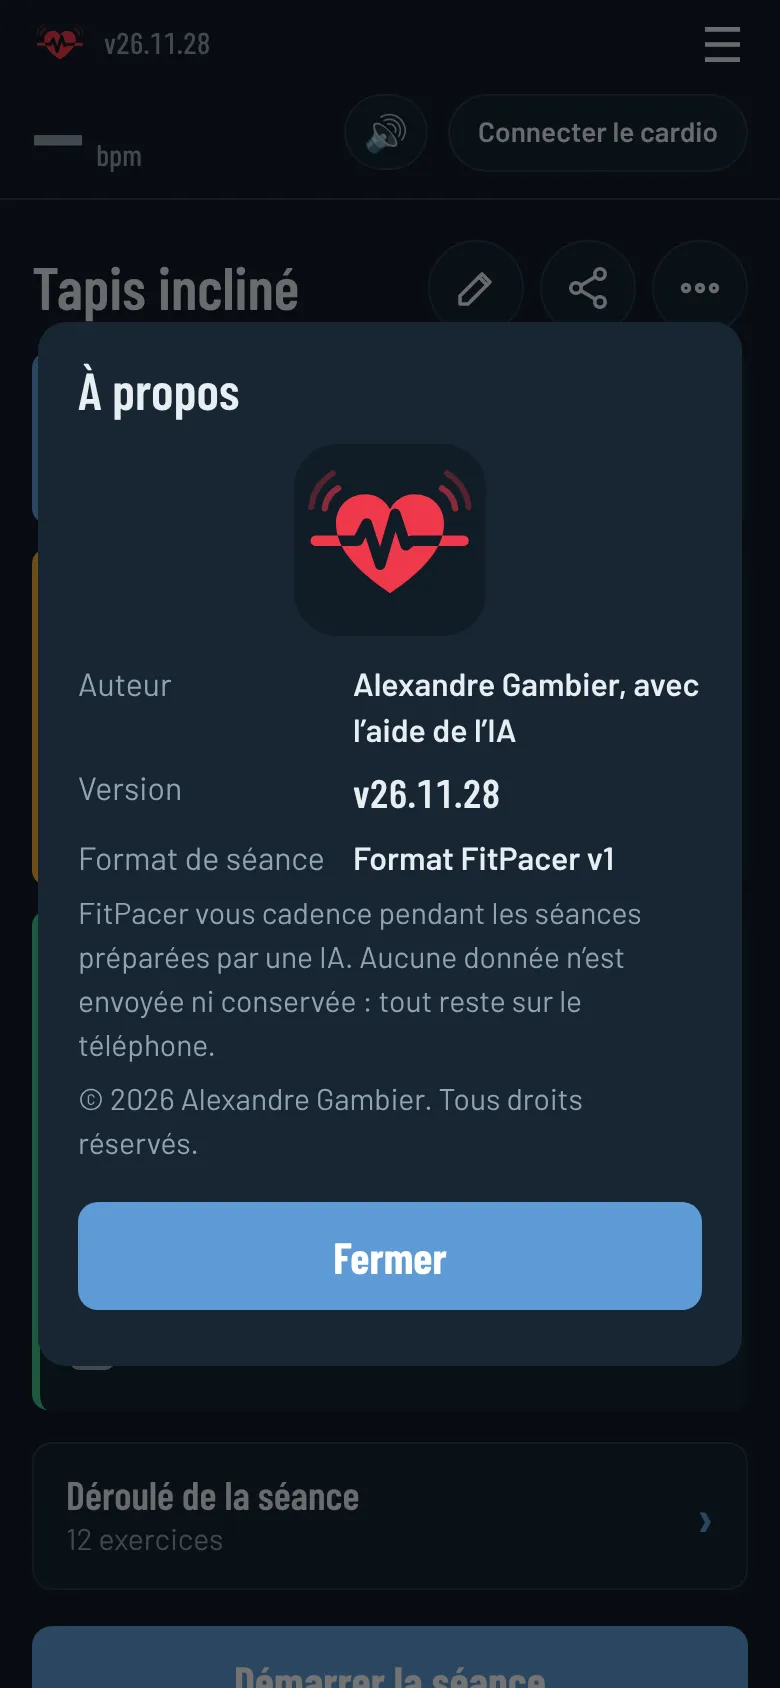 v26.11.28
bpm
Connecter le cardio
Tapis incliné
À propos
Auteur
Alexandre Gambier, avec
l’aide de l’IA
Version
v26.11.28
Format de séance
Format FitPacer v1
FitPacer vous cadence pendant les séances
préparées par une IA. Aucune donnée n’est
envoyée ni conservée : tout reste sur le
téléphone.
© 2026 Alexandre Gambier. Tous droits
réservés.
Fermer
Déroulé de la séance
12 exercices
Démarrer la séance